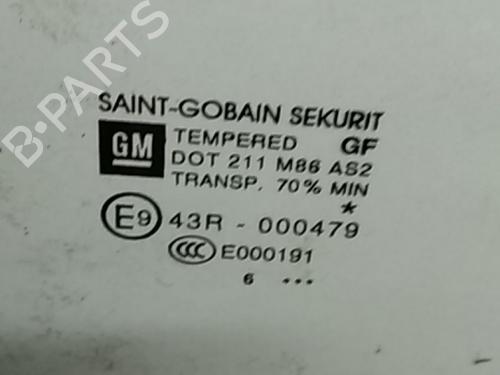 B-PARTS
SAINT-GOBAIN SEKURIT
GM TEMPERED GF
DOT 211 M86 AS2
TRANSP. 70% MIN
*
E9 43R - 000479
CCC E000191
6 ...